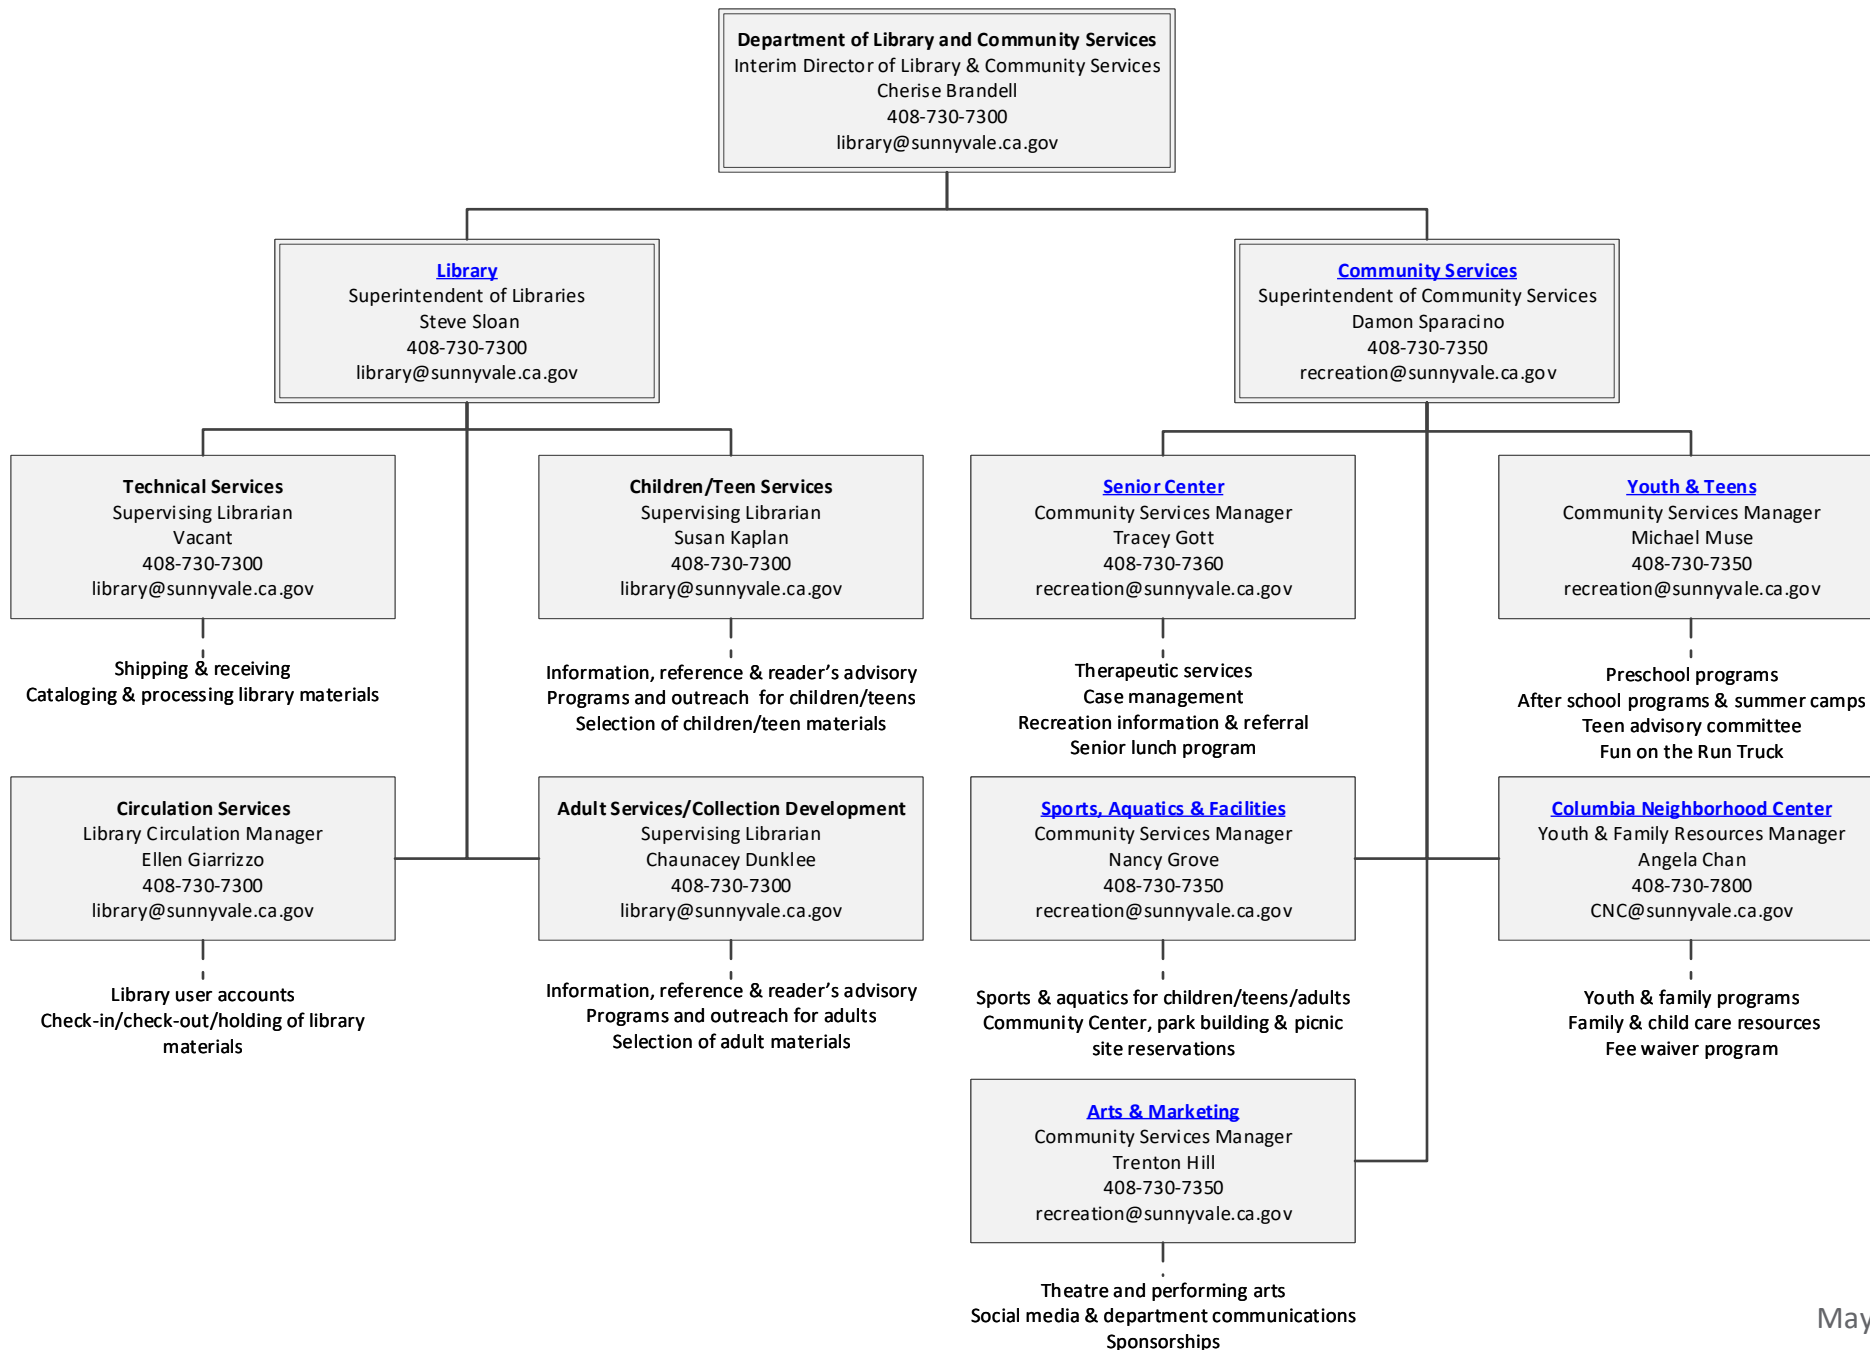 Department of Library and Community Services
Interim Director of Library & Community Services
Cherise Brandell
408-730-7300
library@sunnyvale.ca.gov
Library
Superintendent of Libraries
Steve Sloan
408-730-7300
library@sunnyvale.ca.gov
Community Services
Superintendent of Community Services
Damon Sparacino
408-730-7350
recreation@sunnyvale.ca.gov
Technical Services
Supervising Librarian
Vacant
408-730-7300
library@sunnyvale.ca.gov
Shipping & receiving
Cataloging & processing library materials
Children/Teen Services
Supervising Librarian
Susan Kaplan
408-730-7300
library@sunnyvale.ca.gov
Information, reference & reader’s advisory
Programs and outreach for children/teens
Selection of children/teen materials
Senior Center
Community Services Manager
Tracey Gott
408-730-7360
recreation@sunnyvale.ca.gov
Therapeutic services
Case management
Recreation information & referral
Senior lunch program
Youth & Teens
Community Services Manager
Michael Muse
408-730-7350
recreation@sunnyvale.ca.gov
Preschool programs
After school programs & summer camps
Teen advisory committee
Fun on the Run Truck
Circulation Services
Library Circulation Manager
Ellen Giarrizzo
408-730-7300
library@sunnyvale.ca.gov
Library user accounts
Check-in/check-out/holding of library
materials
Adult Services/Collection Development
Supervising Librarian
Chaunacey Dunklee
408-730-7300
library@sunnyvale.ca.gov
Information, reference & reader’s advisory
Programs and outreach for adults
Selection of adult materials
Sports, Aquatics & Facilities
Community Services Manager
Nancy Grove
408-730-7350
recreation@sunnyvale.ca.gov
Sports & aquatics for children/teens/adults
Community Center, park building & picnic
site reservations
Columbia Neighborhood Center
Youth & Family Resources Manager
Angela Chan
408-730-7800
CNC@sunnyvale.ca.gov
Youth & family programs
Family & child care resources
Fee waiver program
Arts & Marketing
Community Services Manager
Trenton Hill
408-730-7350
recreation@sunnyvale.ca.gov
Theatre and performing arts
Social media & department communications
Sponsorships
May